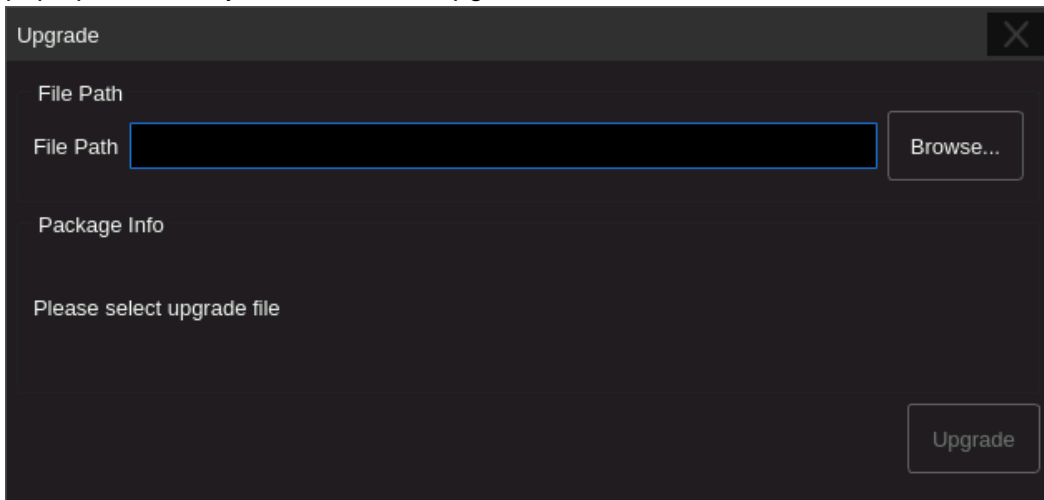 Upgrade
File Path
File Path
Browse...
Package Info
Please select upgrade file
Upgrade